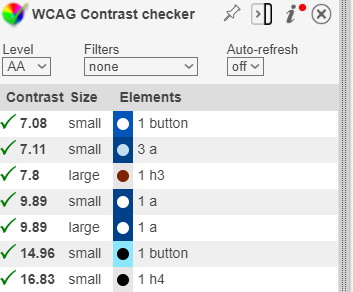 WCAG Contrast checker
Level Filters Auto-refresh
AA none off
Contrast Size Elements
7.08 small 1 button
7.11 small 3 a
7.8 large 1 h3
9.89 small 1 a
9.89 large 1 a
14.96 small 1 button
16.83 small 1 h4